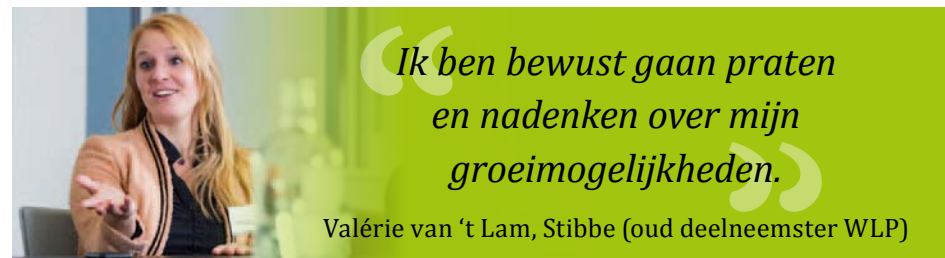 “Ik ben bewust gaan praten
en nadenken over mijn
groeimogelijkheden.”
Valérie van ‘t Lam, Stibbe (oud deelneemster WLP)